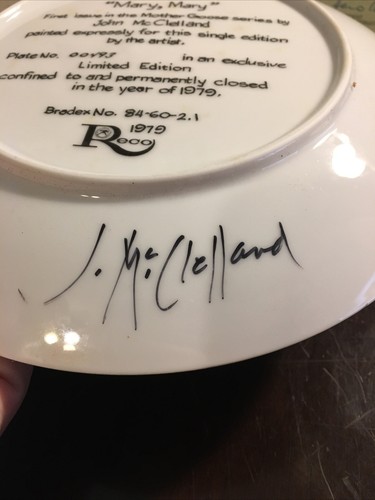 "Mary, Mary"
First issue in the Mother Goose series by
John McClelland
painted expressly for this single edition
by the artist.
Plate No. in an exclusive
Limited Edition
confined to and permanently closed
in the year of 1979.
Bradex No. 84-60-2.1
1979
Reco
J. McClelland